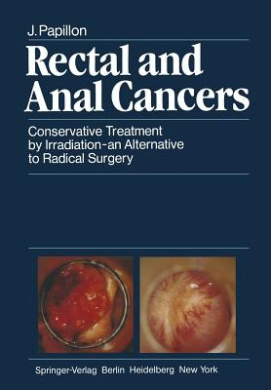 J. Papillon
Rectal and
Anal Cancers
Conservative Treatment
by Irradiation-an Alternative
to Radical Surgery
Springer-Verlag Berlin Heidelberg New York